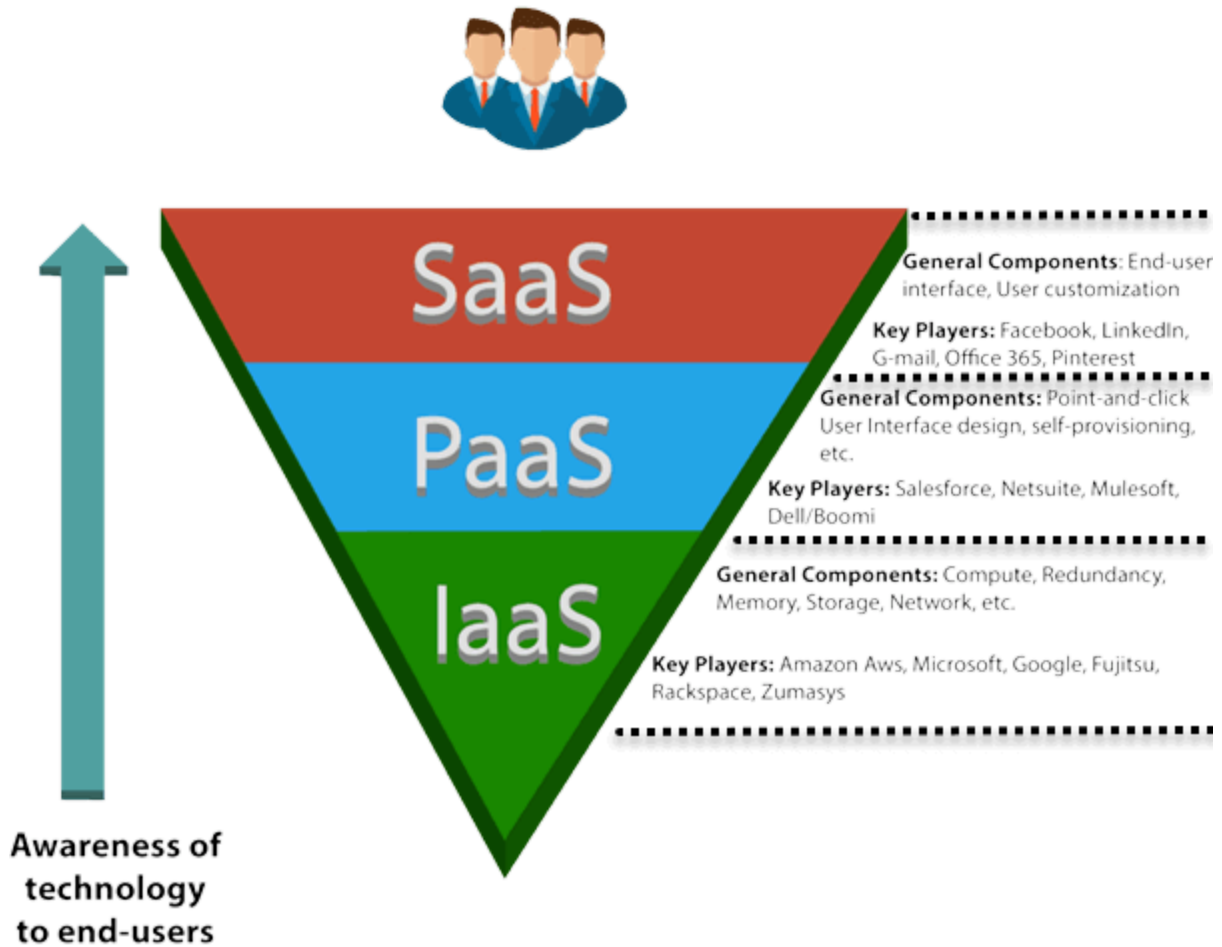 SaaS
General Components: End-user
interface, User customization
Key Players: Facebook, LinkedIn,
G-mail, Office 365, Pinterest
PaaS
General Components: Point-and-click
User Interface design, self-provisioning,
etc.
Key Players: Salesforce, Netsuite, Mulesoft,
Dell/Boomi
IaaS
General Components: Compute, Redundancy,
Memory, Storage, Network, etc.
Key Players: Amazon Aws, Microsoft, Google, Fujitsu,
Rackspace, Zumasys
Awareness of
technology
to end-users